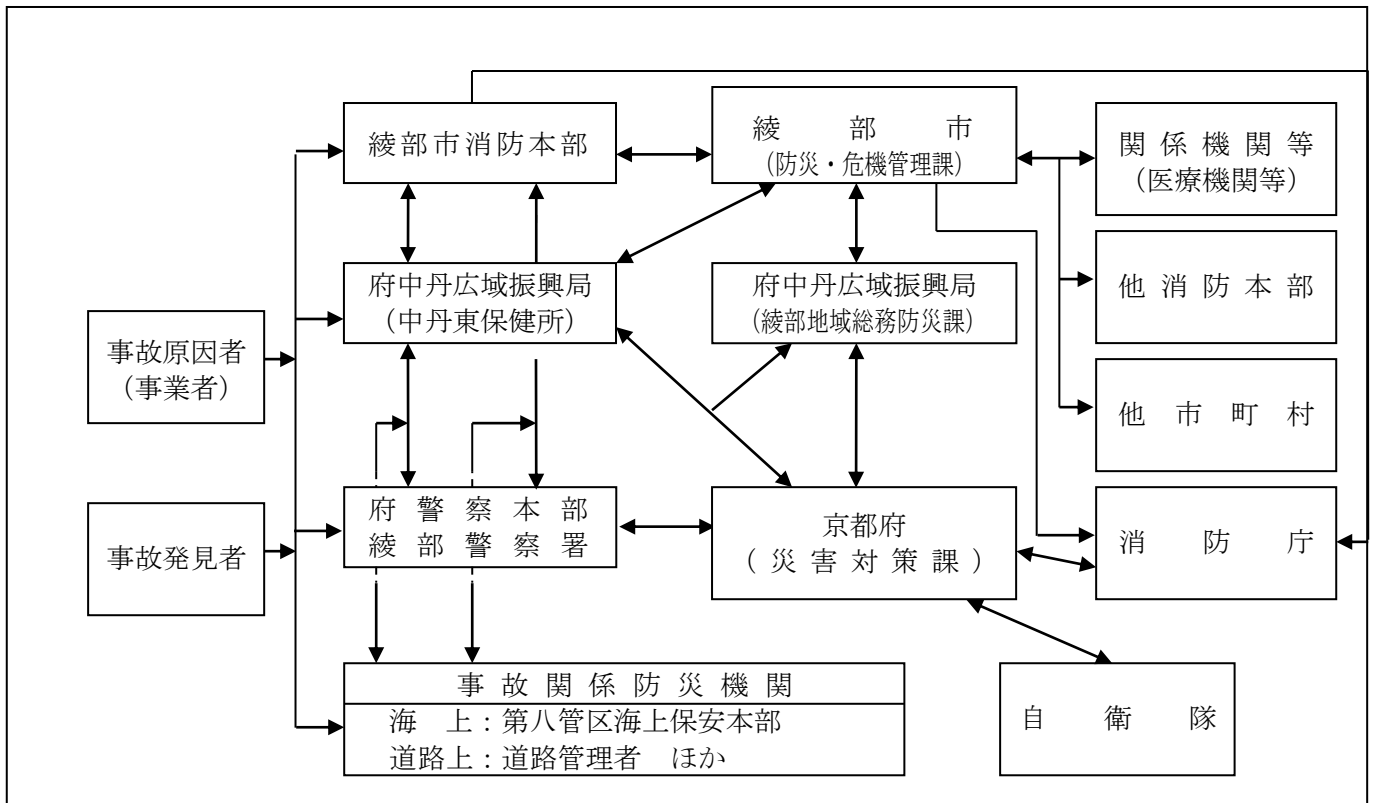 綾部市消防本部
綾部市
(防災・危機管理課)
関係機関等
(医療機関等)
府中丹広域振興局
(中丹東保健所)
府中丹広域振興局
(綾部地域総務防災課)
他消防本部
事故原因者
(事業者)
他市町村
府警察本部
綾部警察署
京都府
(災害対策課)
消防庁
事故発見者
事故関係防災機関
海 上：第八管区海上保安本部
道路上：道路管理者 ほか
自衛隊